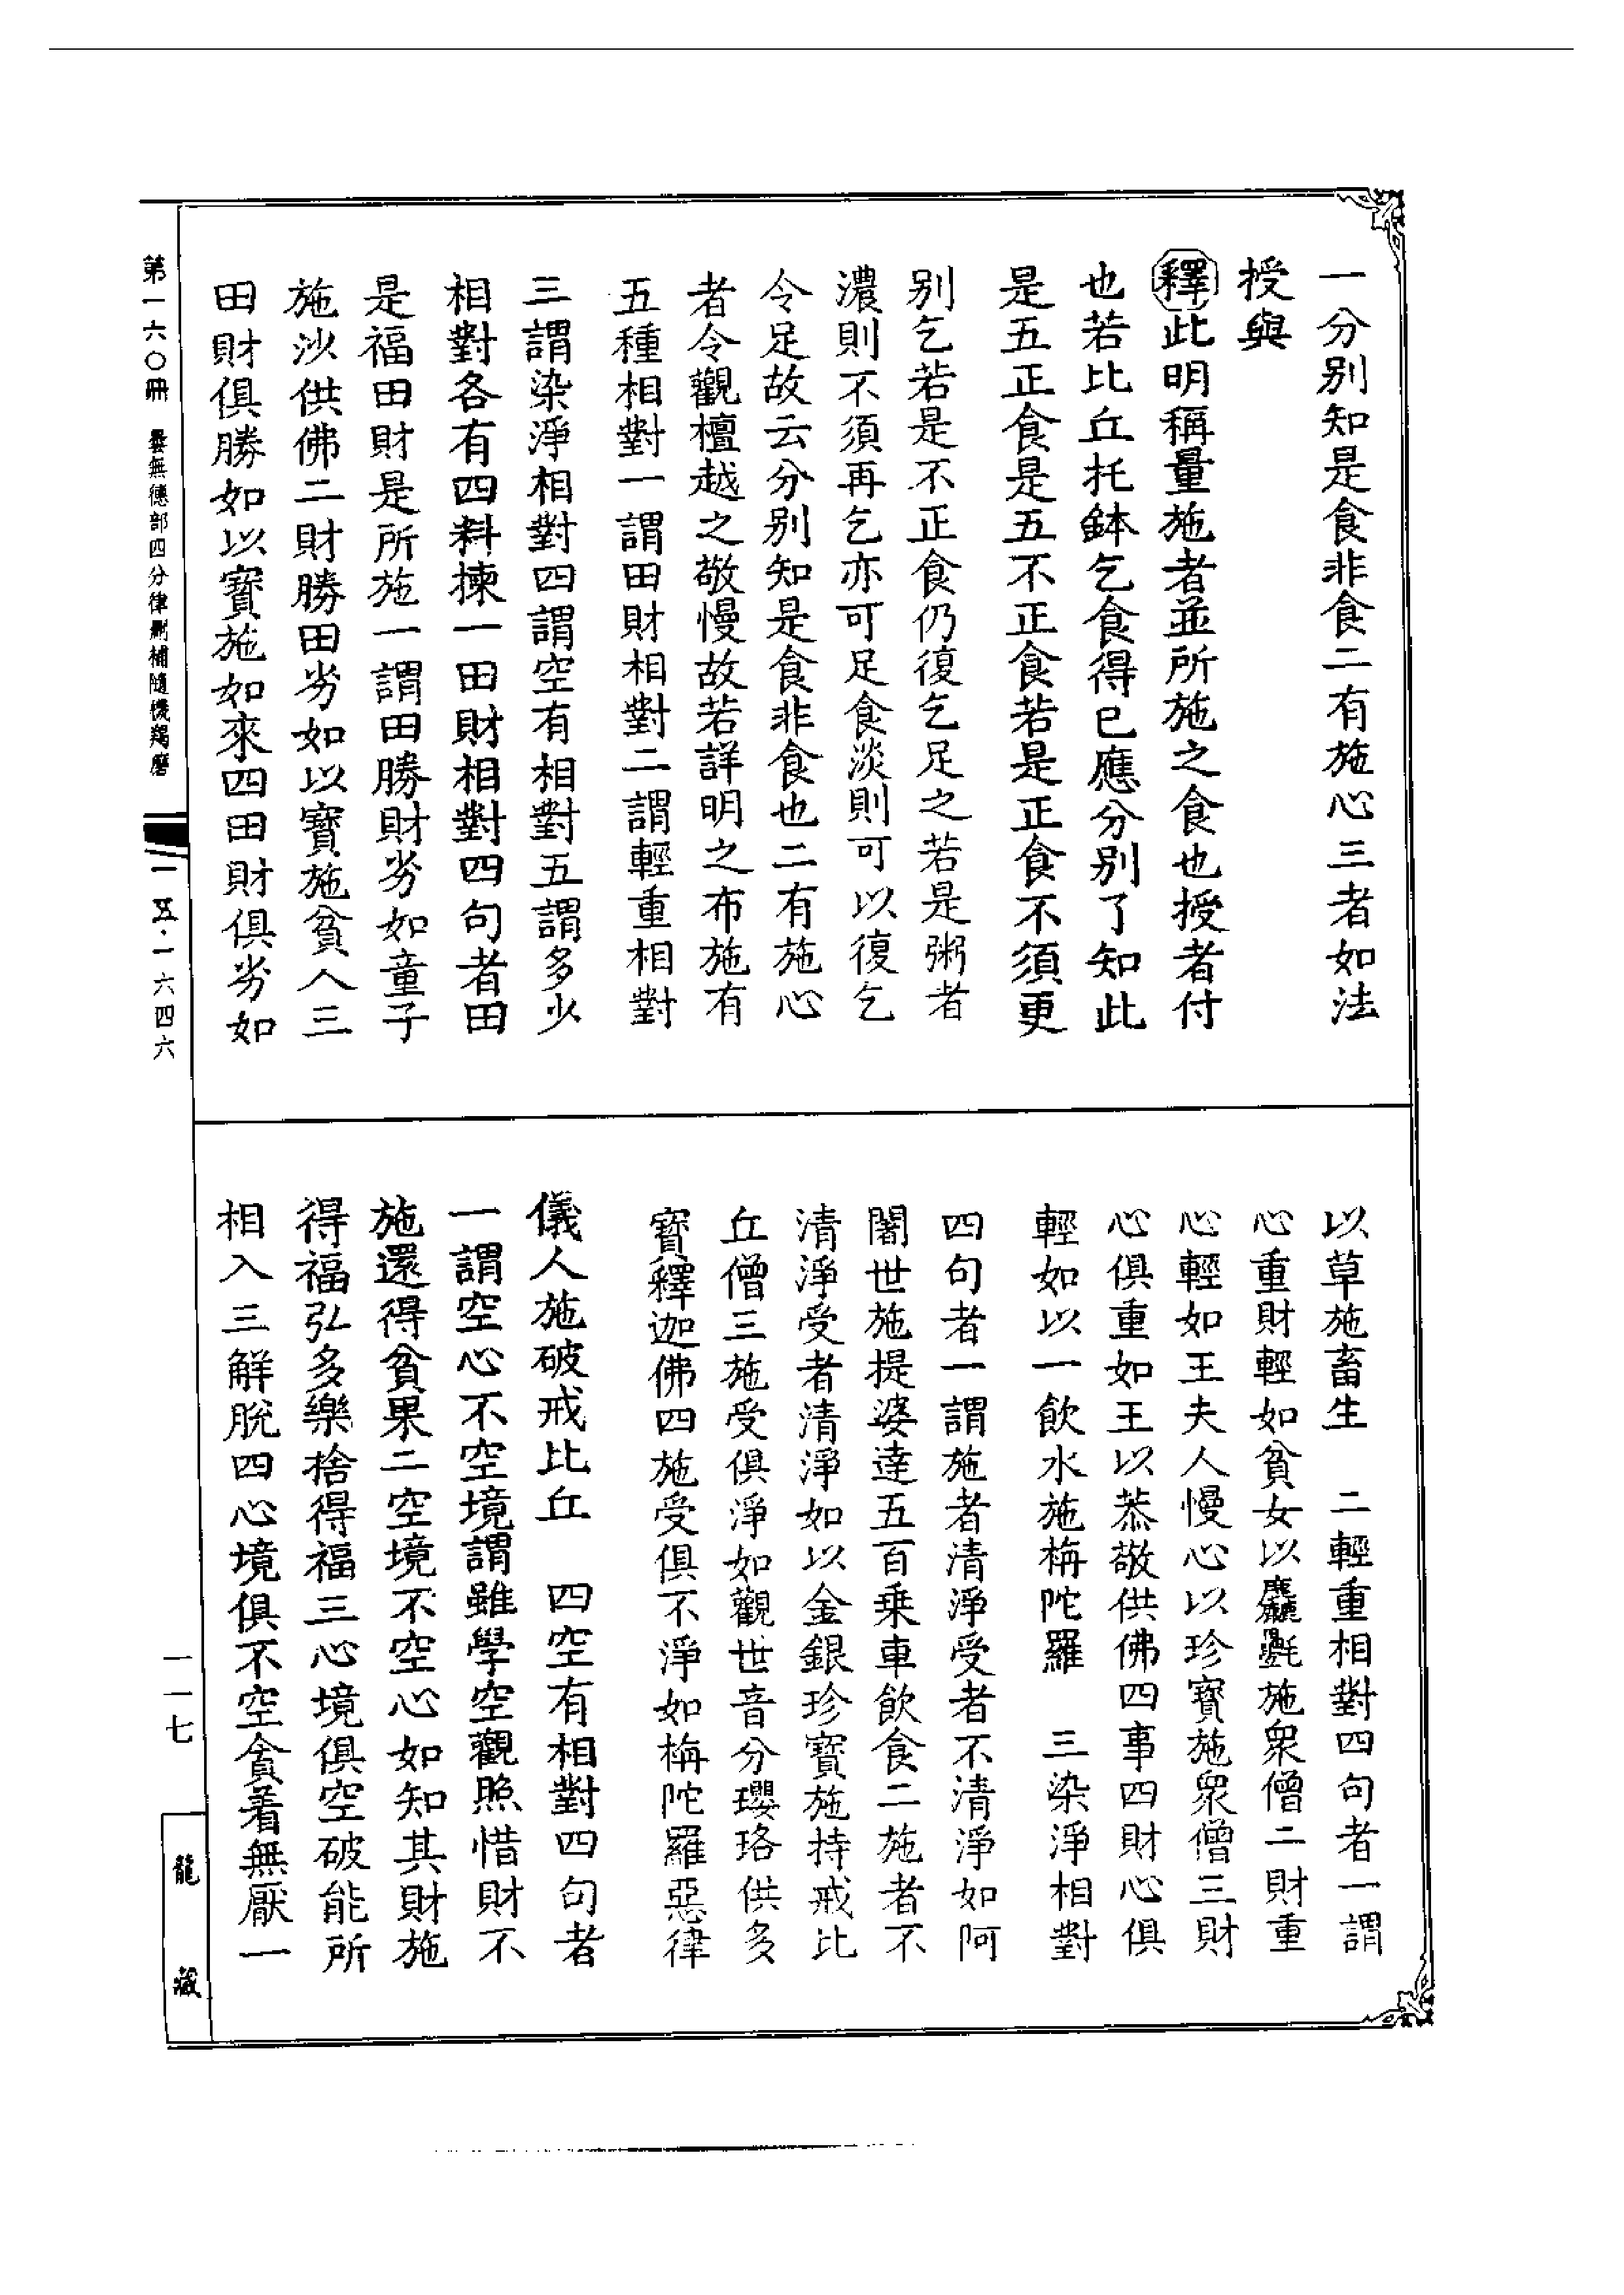 一分別知是食非食二有施心三者如法
授與
釋此明稱量施者並所施之食也授者付
也若比丘托鉢乞食得已應分別了知此
是五正食是五不正食若是正食不須更
別乞若是不正食仍復乞足之若是粥者
濃則不須再乞亦可足食淡則可以復乞
令足故云分別知是食非食也二有施心
者令觀檀越之敬慢故若詳明之布施有
五種相對一謂田財相對二謂輕重相對
三謂染淨相對四謂空有相對五謂多少
相對各有四料揀一田財相對四句者田
是福田財是所施一謂田勝財劣如童子
施沙供佛二財勝田劣如以寶施貧人三
田財俱勝如以寶施如來四田財俱劣如
以草施畜生　二輕重相對四句者一謂
心重財輕如貧女以麤氎施衆僧二財重
心輕如王夫人慢心以珍寶施衆僧三財
心俱重如王以恭敬供佛四事四財心俱
輕如以一飲水施栴陀羅　三染淨相對
四句者一謂施者清淨受者不清淨如阿
闍世施提婆達五百乘車飲食二施者不
清淨受者清淨如以金銀珍寶施持戒比
丘僧三施受俱淨如觀世音分瓔珞供多
寶釋迦佛四施受俱不淨如栴陀羅惡律
儀人施破戒比丘　四空有相對四句者
一謂空心不空境謂雖學空觀照惜財不
施還得貧果二空境不空心如知其財施
得福弘多樂捨得福三心境俱空破能所
相入三解脫四心境俱不空貪着無厭一
第一六〇冊　曇無德部四分律刪補隨機羯磨
一五·一六四六
一一七
龍藏